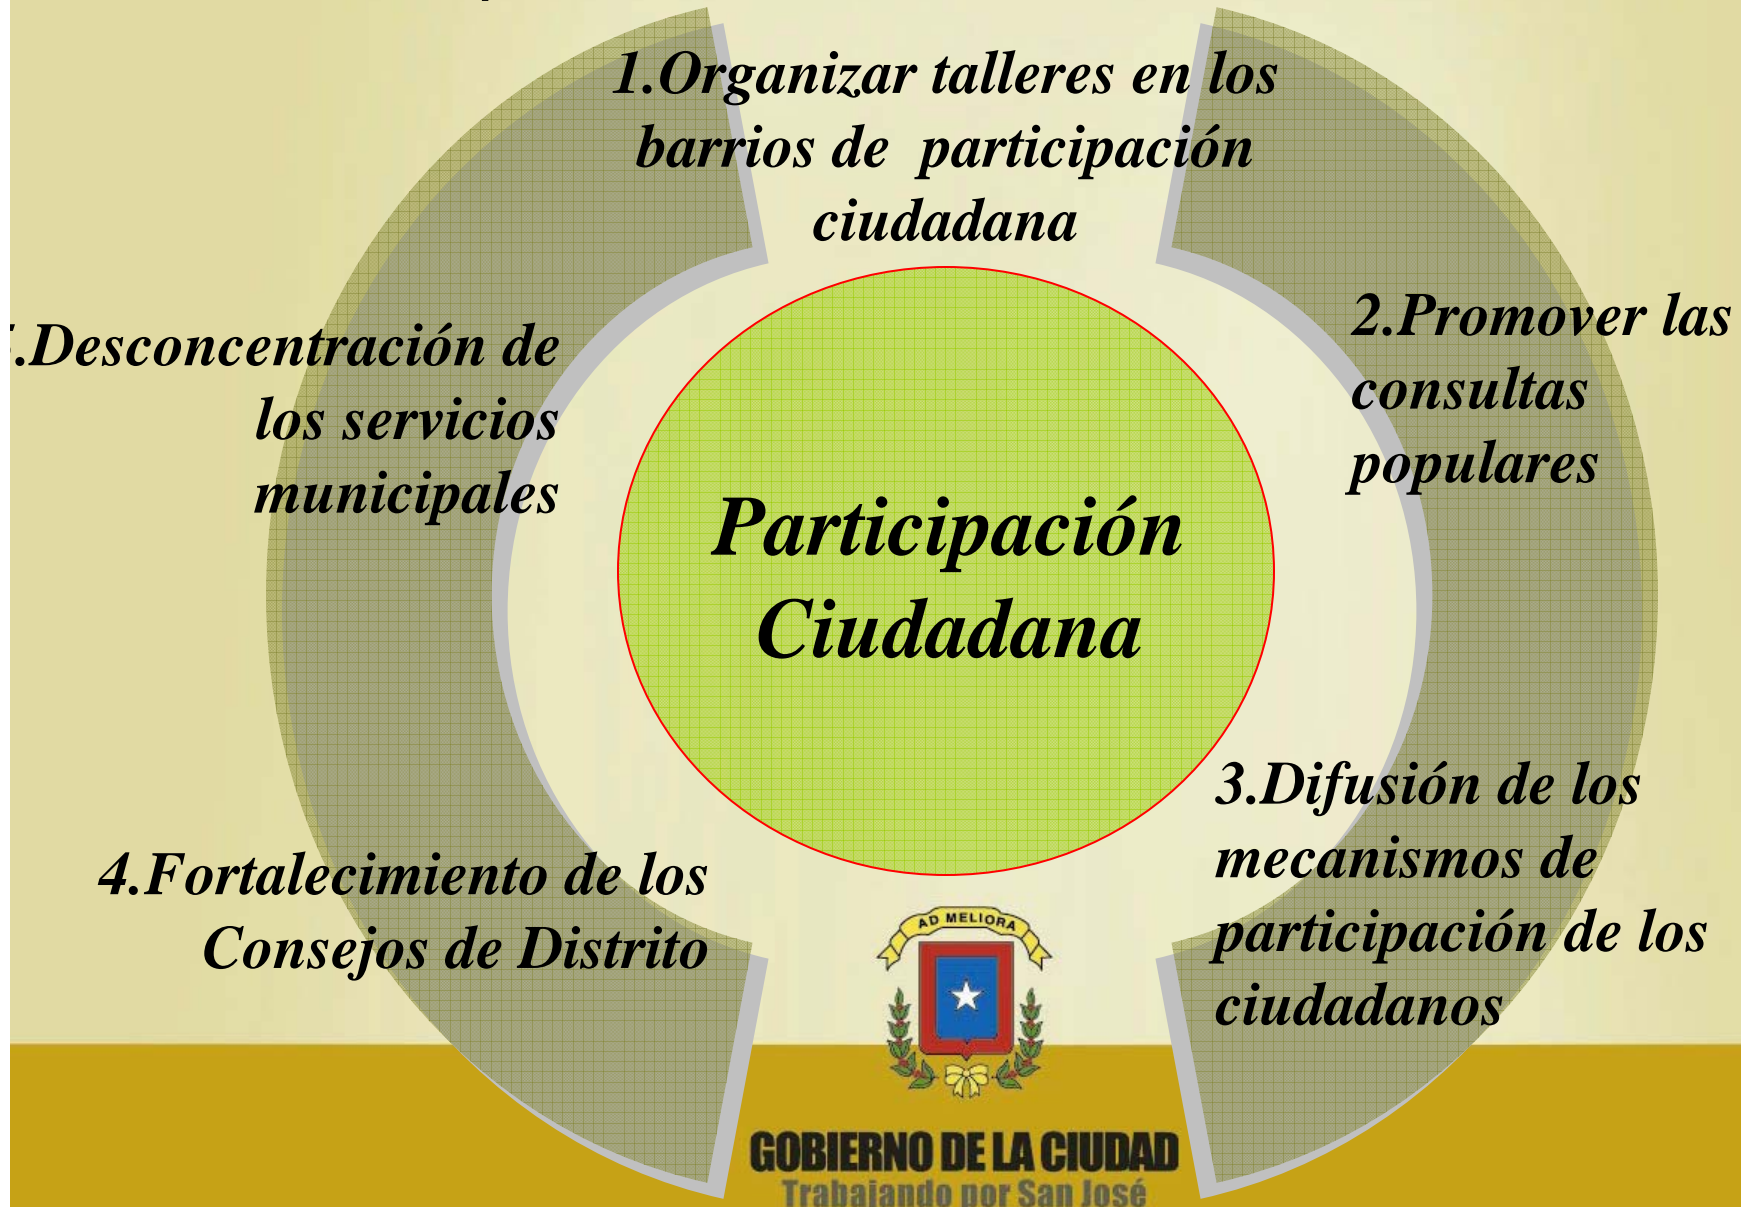 1.Organizar talleres en los
barrios de participación
ciudadana
2.Promover las
consultas
populares
3.Difusión de los
mecanismos de
participación de los
ciudadanos
4.Fortalecimiento de los
Consejos de Distrito
.Desconcentración de
los servicios
municipales
Participación
Ciudadana
AD MELIORA
GOBIERNO DE LA CIUDAD
Trabajando por San José